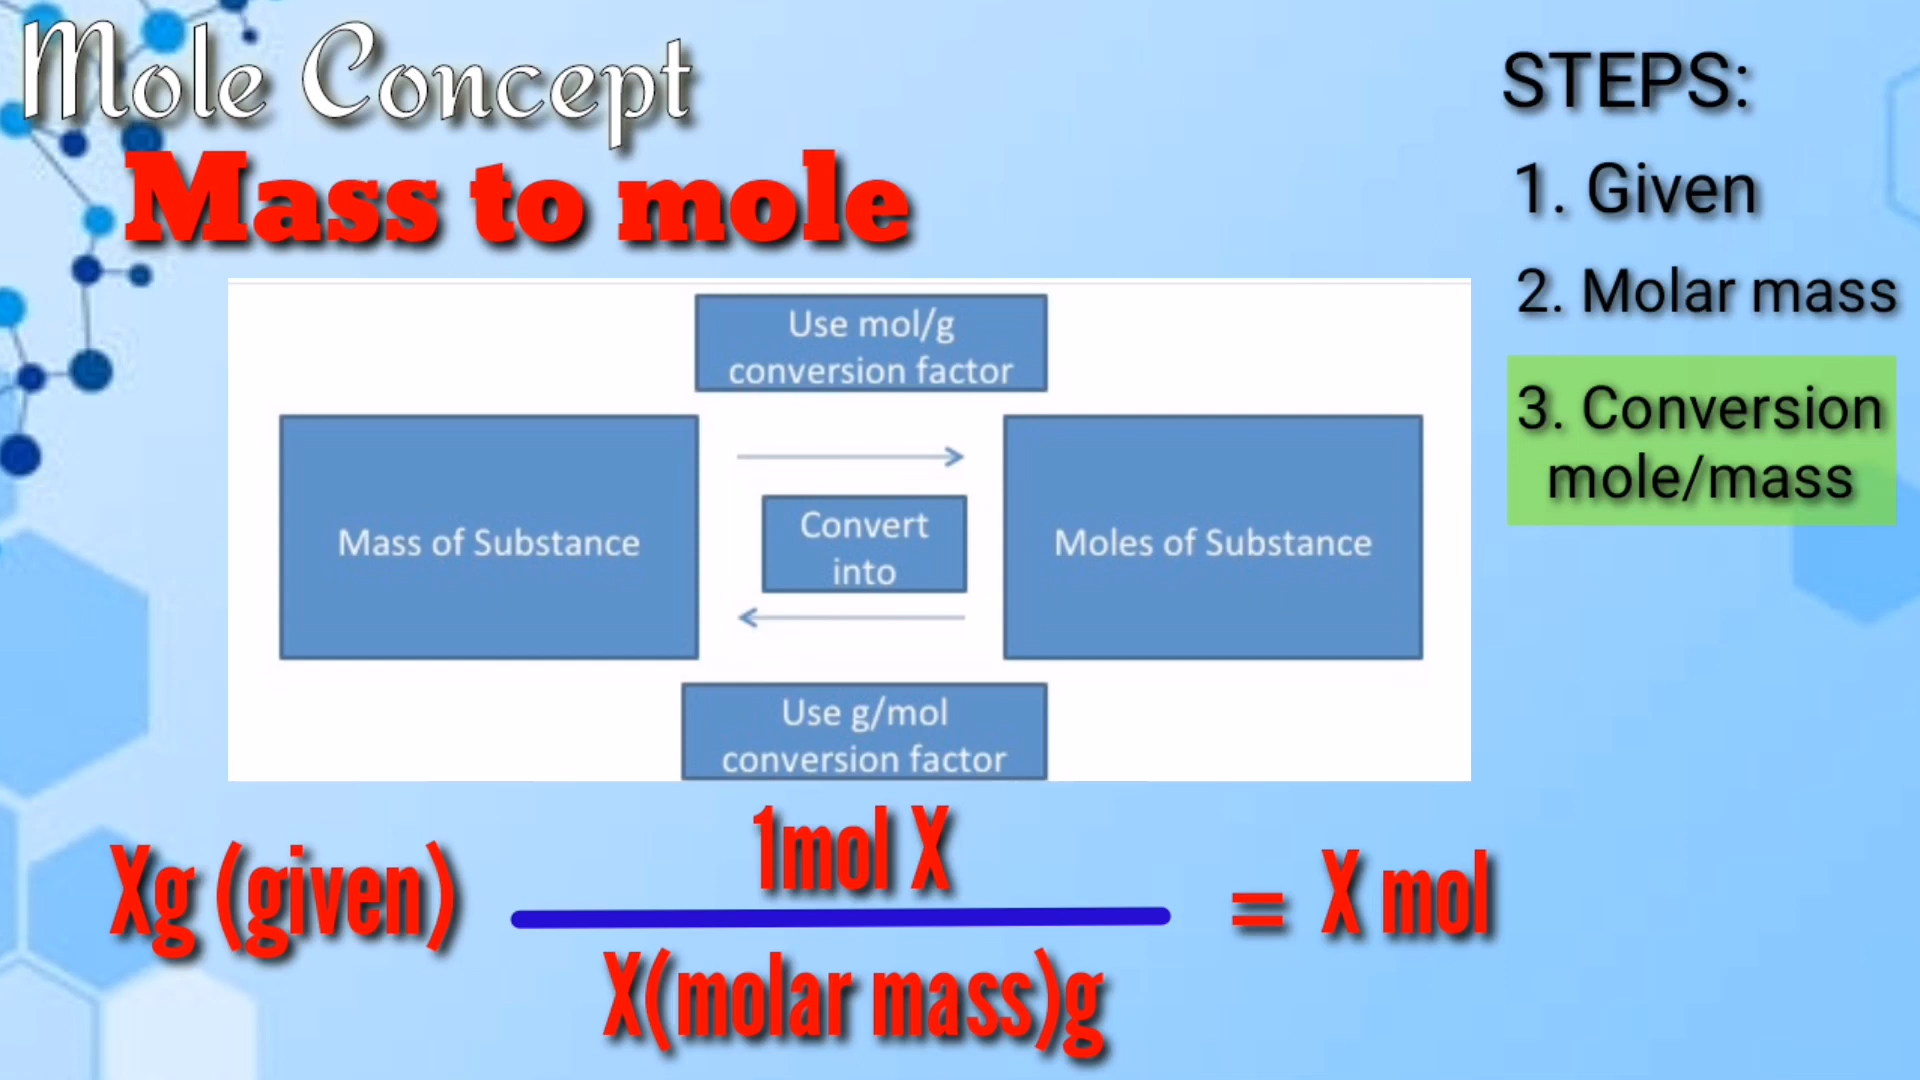 Mole Concept
Mass to mole
STEPS:
1. Given
2. Molar mass
3. Conversion
mole/mass
Use mol/g
conversion factor
Mass of Substance
Convert
into
Moles of Substance
Use g/mol
conversion factor
Xg (given)
1mol X
X(molar mass)g
= X mol